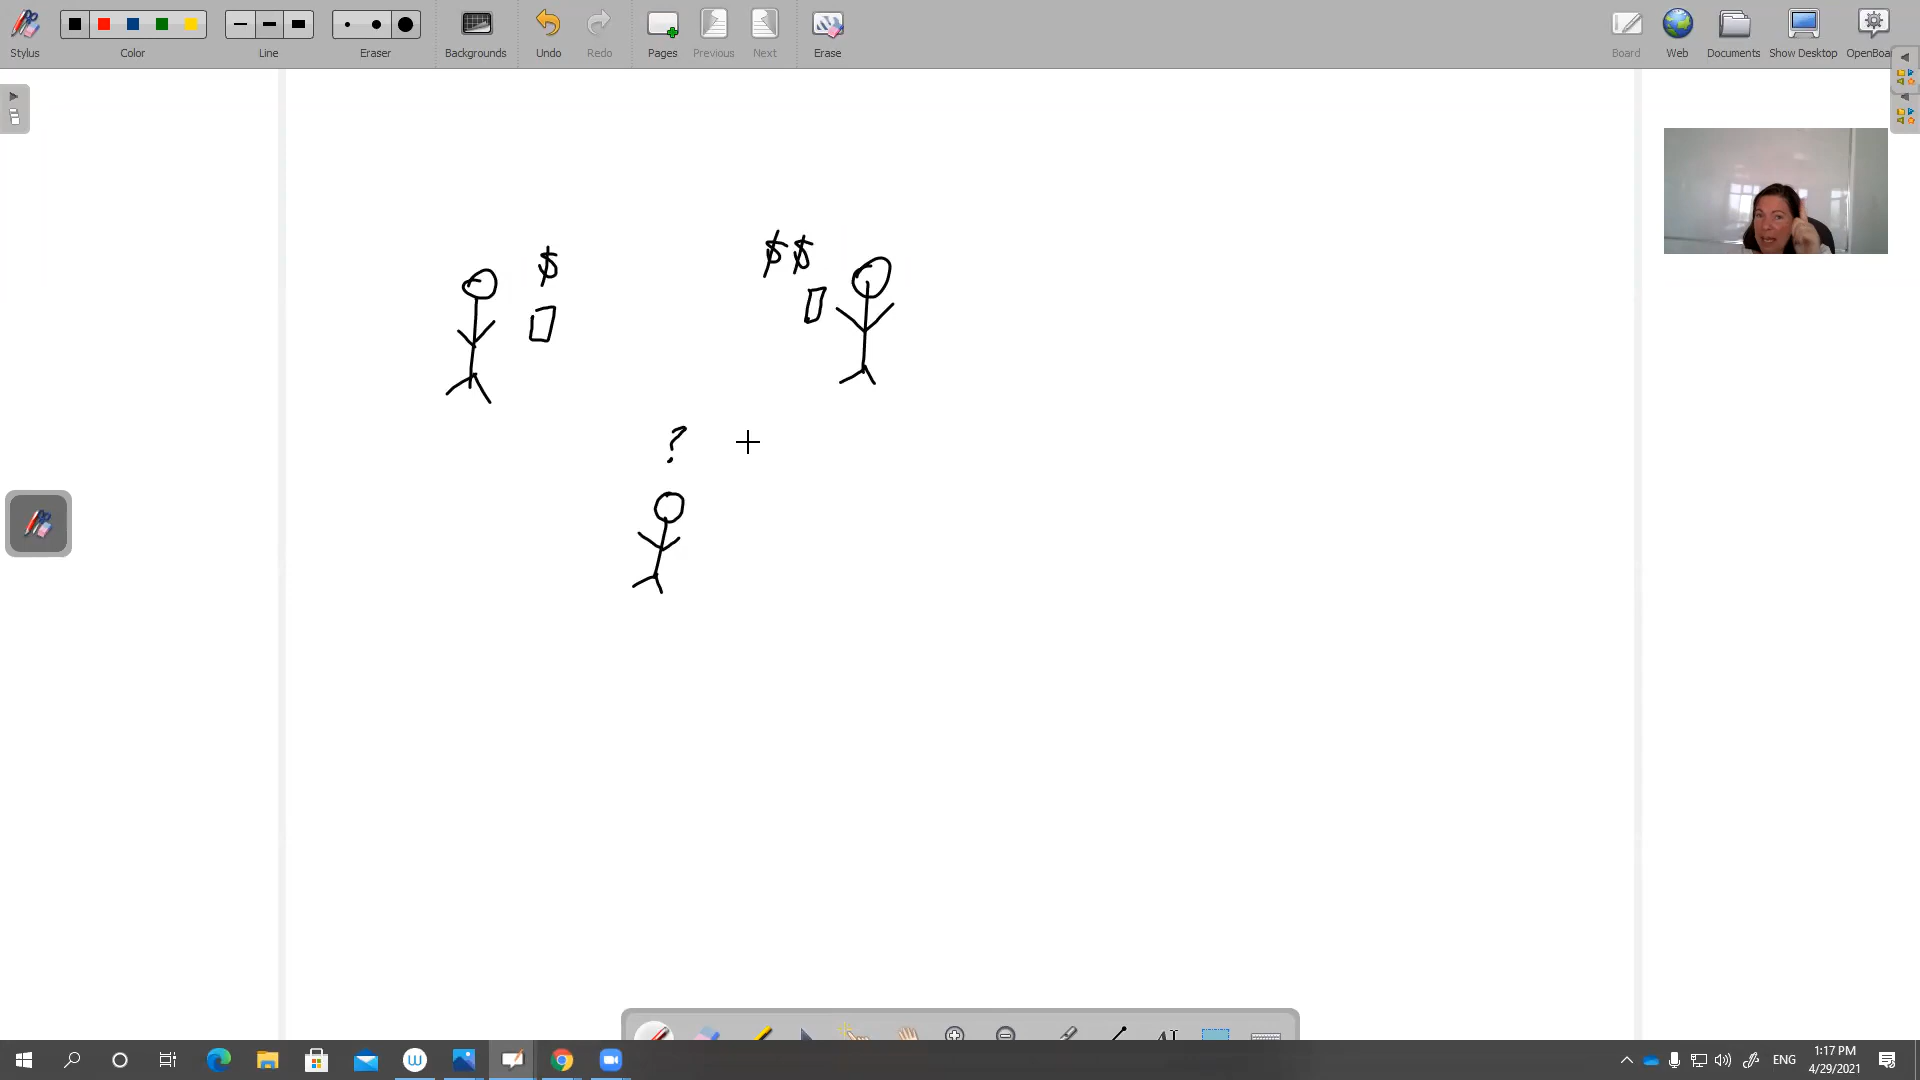 Stylus Color Line Eraser Backgrounds Undo Redo Pages Previous Next Erase Board Web Documents Show Desktop OpenBoa
$ $$
?
ENG 1:17 PM
4/29/2021